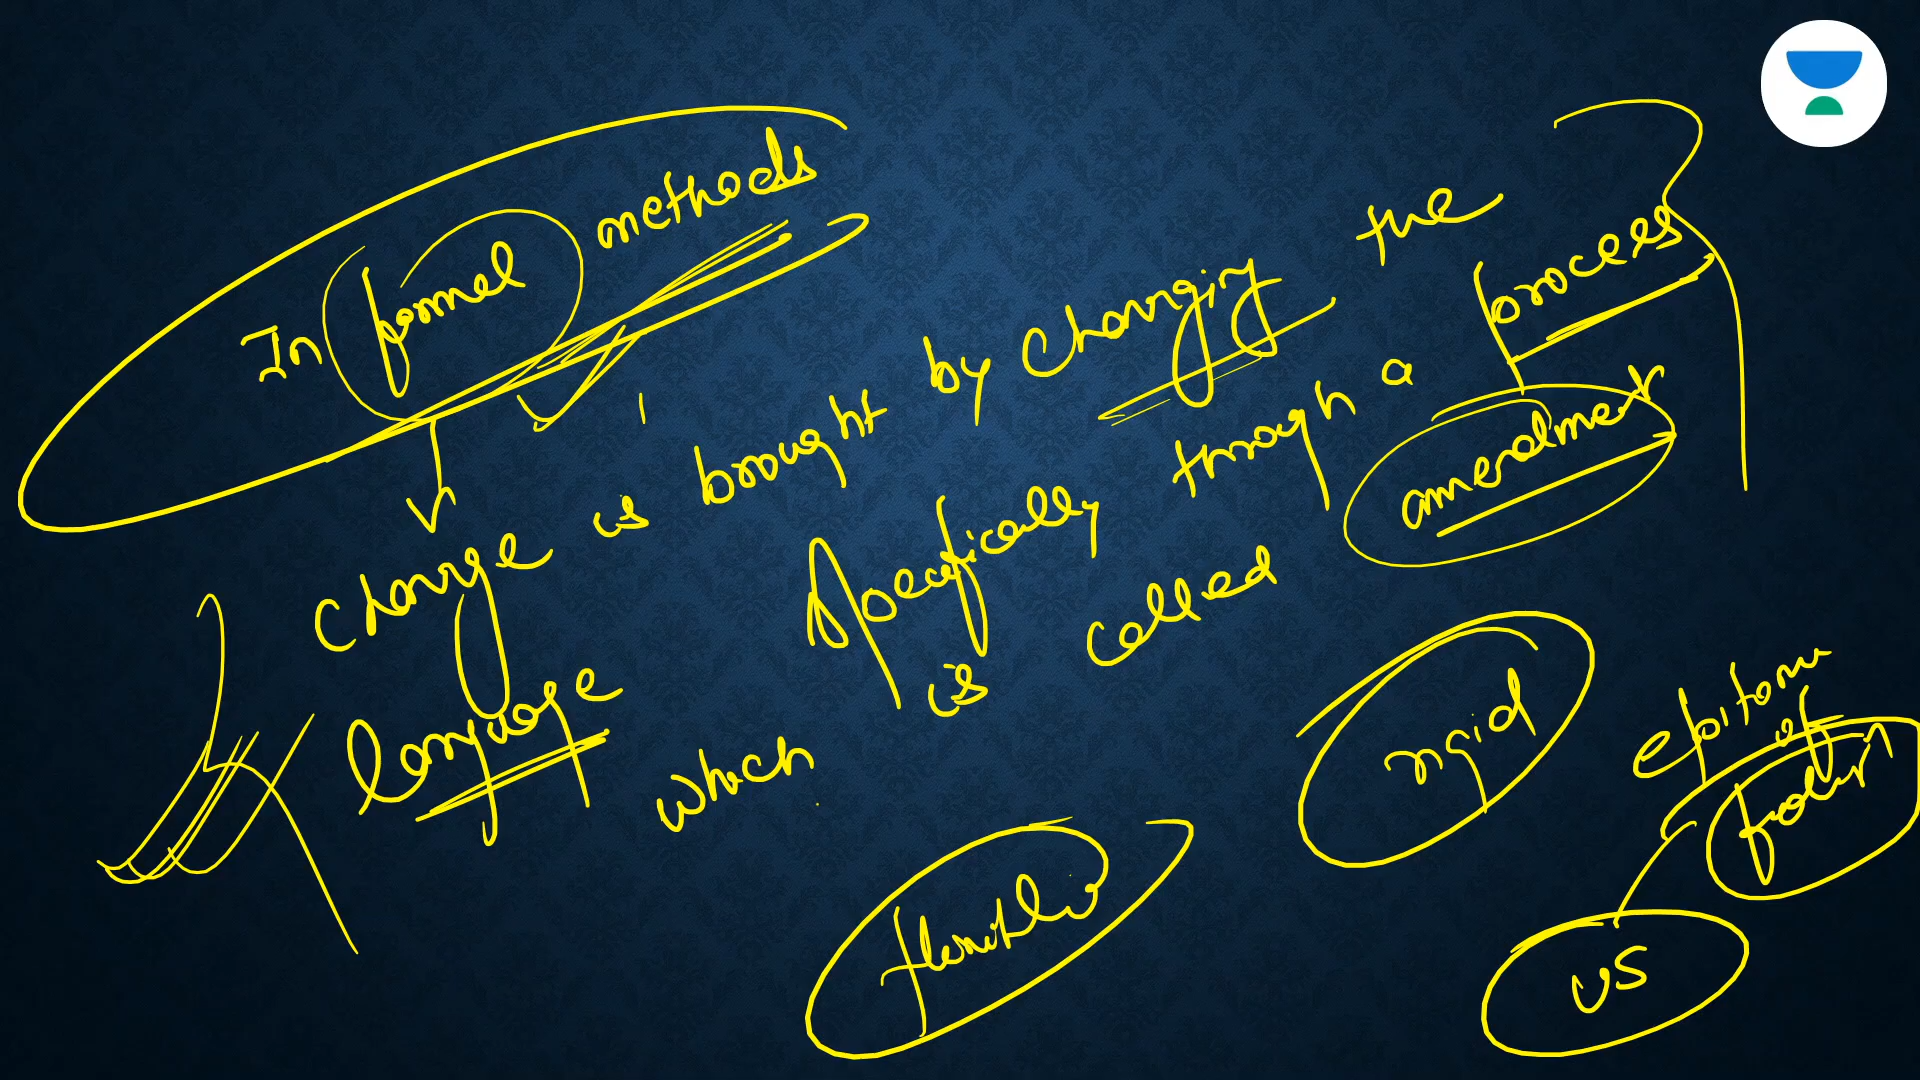 In formal methods
change is brought by changing the
language specifically through a process
which is called amendment
rigid
epitome
of
flexible
US